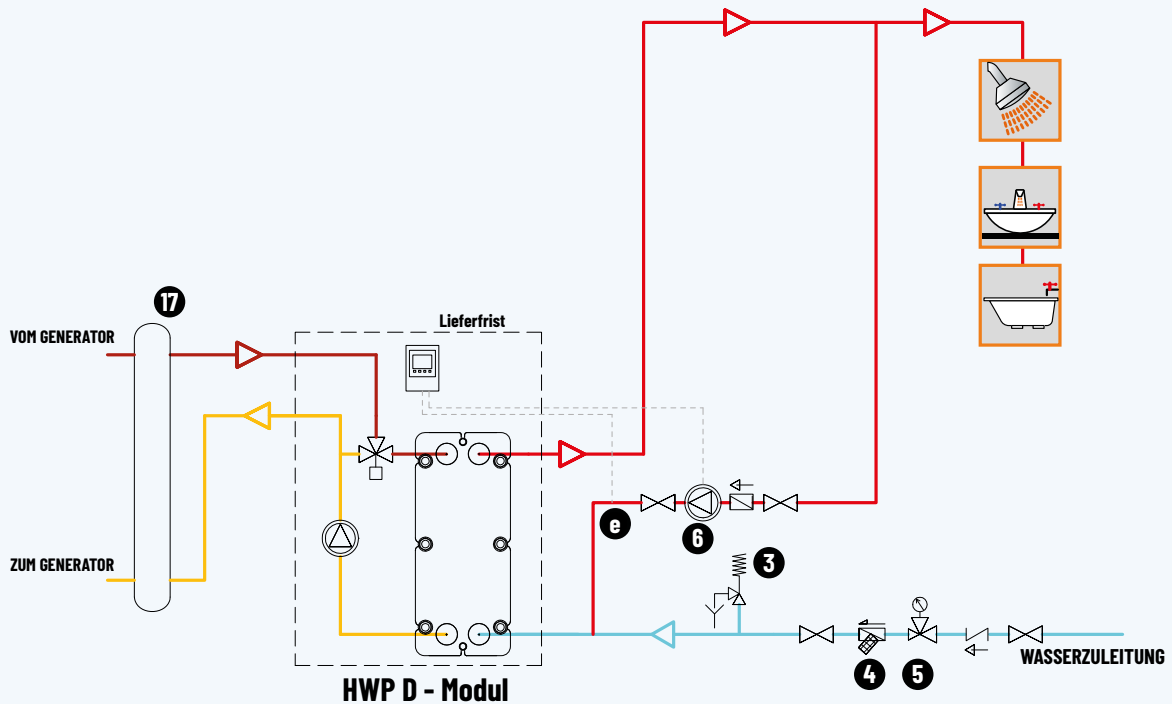 17
VOM GENERATOR
Lieferfrist
e
6
3
ZUM GENERATOR
4
5
WASSERZULEITUNG
HWP D - Modul